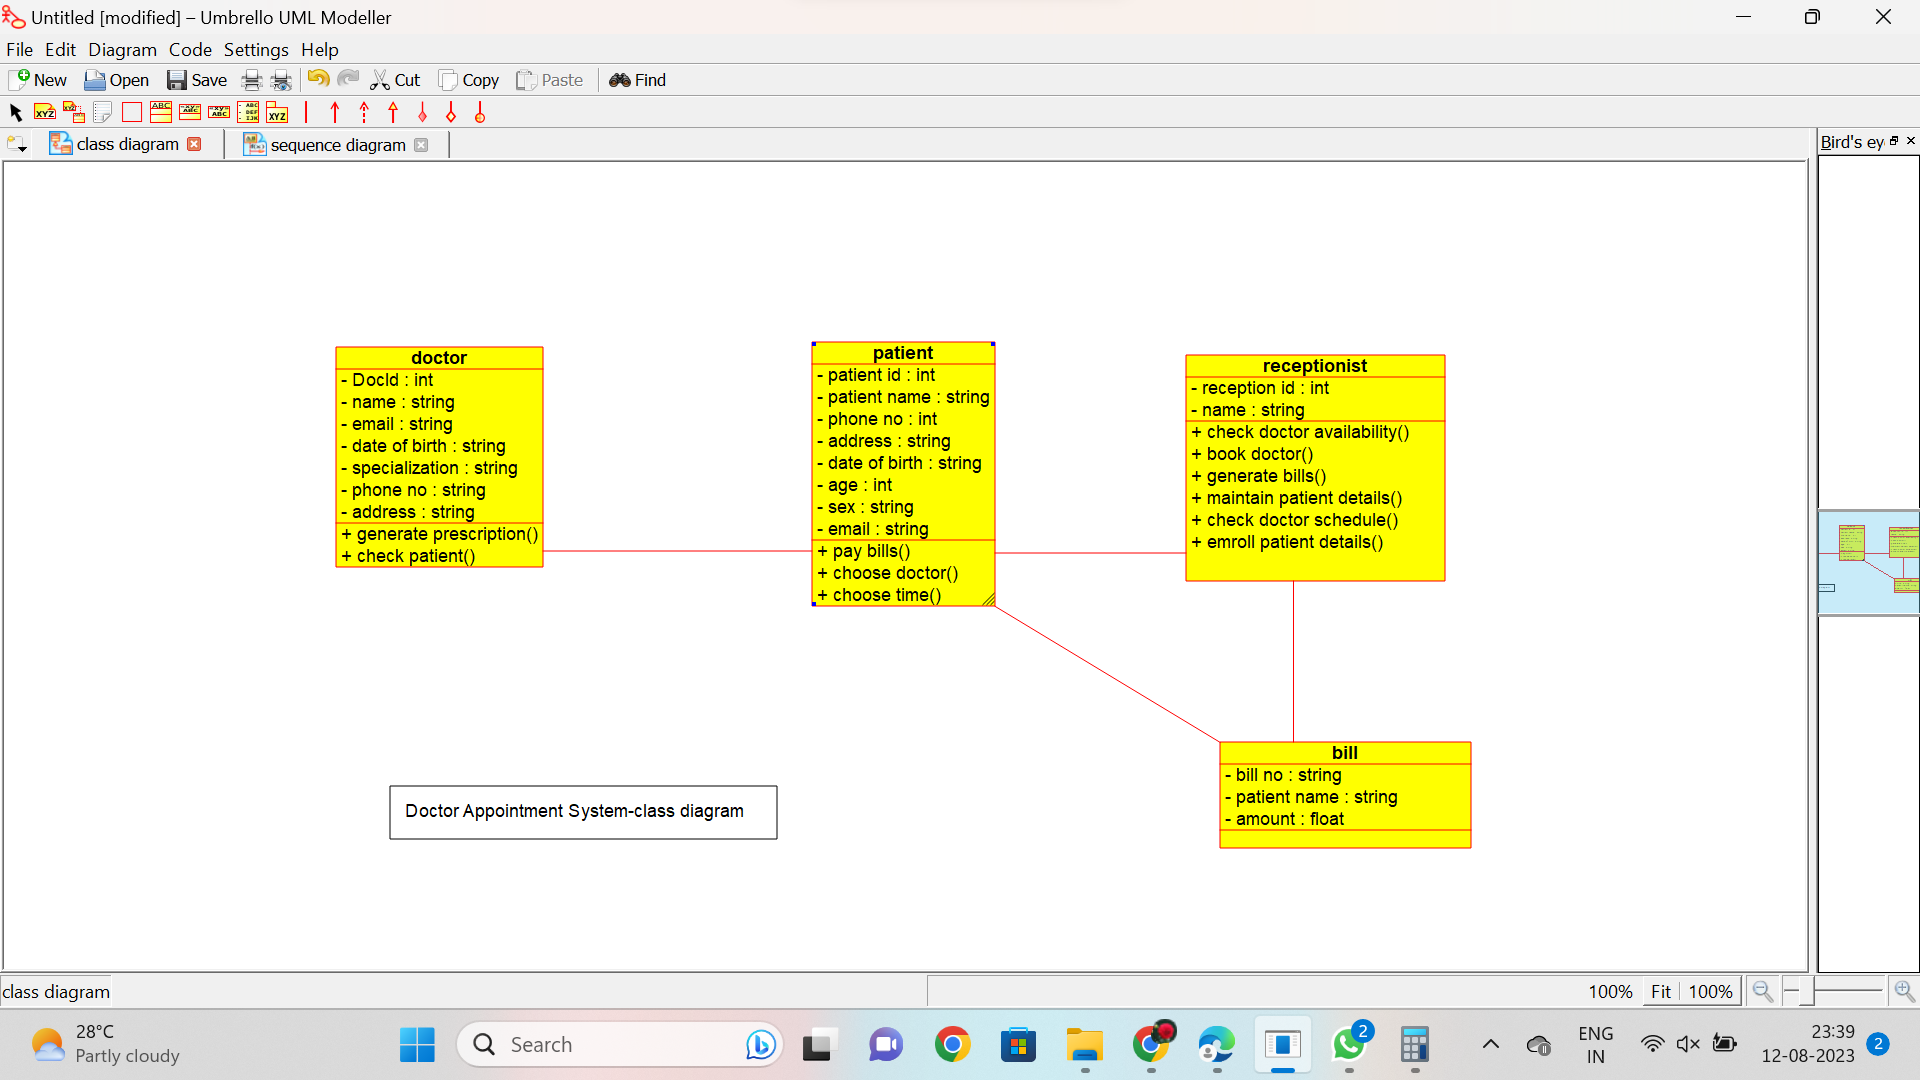 Untitled [modified] – Umbrello UML Modeller
File Edit Diagram Code Settings Help
New Open Save Cut Copy Paste Find
class diagram sequence diagram
Bird's ey
doctor
- DocId : int
- name : string
- email : string
- date of birth : string
- specialization : string
- phone no : string
- address : string
+ generate prescription()
+ check patient()
patient
- patient id : int
- patient name : string
- phone no : int
- address : string
- date of birth : string
- age : int
- sex : string
- email : string
+ pay bills()
+ choose doctor()
+ choose time()
receptionist
- reception id : int
- name : string
+ check doctor availability()
+ book doctor()
+ generate bills()
+ maintain patient details()
+ check doctor schedule()
+ emroll patient details()
bill
- bill no : string
- patient name : string
- amount : float
Doctor Appointment System-class diagram
class diagram
100% Fit 100%
28°C
Partly cloudy
Search
2
ENG
IN
23:39
12-08-2023
2